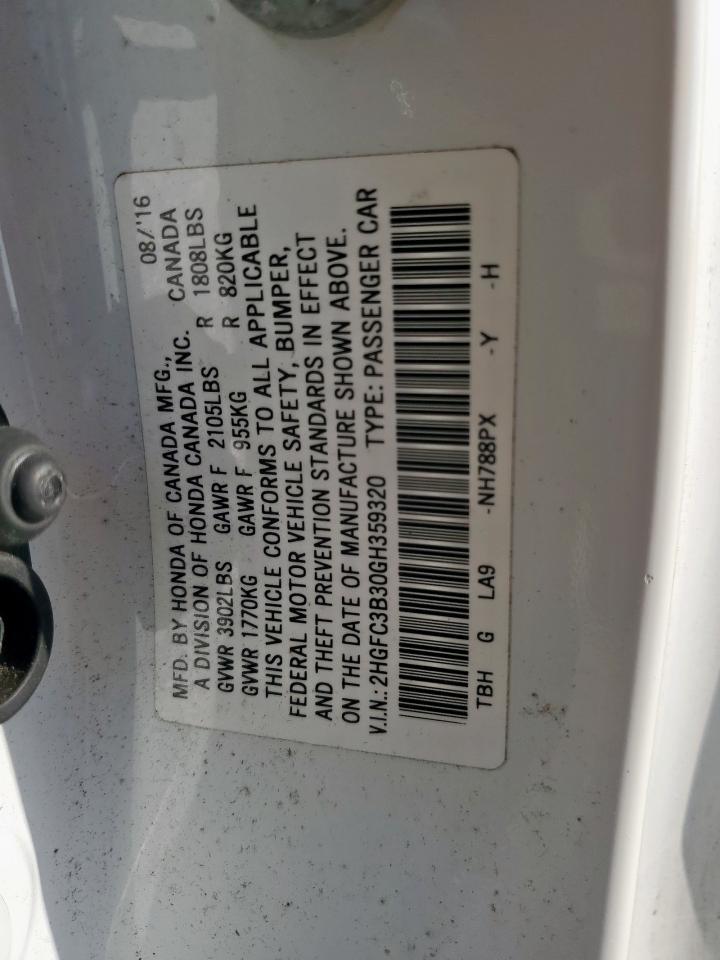 MFD. BY HONDA OF CANADA MFG., 08/'16
A DIVISION OF HONDA CANADA INC. CANADA
GVWR 3902LBS GAWR F 2105LBS R 1808LBS
GVWR 1770KG GAWR F 955KG R 820KG
THIS VEHICLE CONFORMS TO ALL APPLICABLE
FEDERAL MOTOR VEHICLE SAFETY, BUMPER,
AND THEFT PREVENTION STANDARDS IN EFFECT
ON THE DATE OF MANUFACTURE SHOWN ABOVE.
V.I.N.: 2HGFC3B30GH359320 TYPE: PASSENGER CAR
TBH G LA9 -NH788PX -Y -H